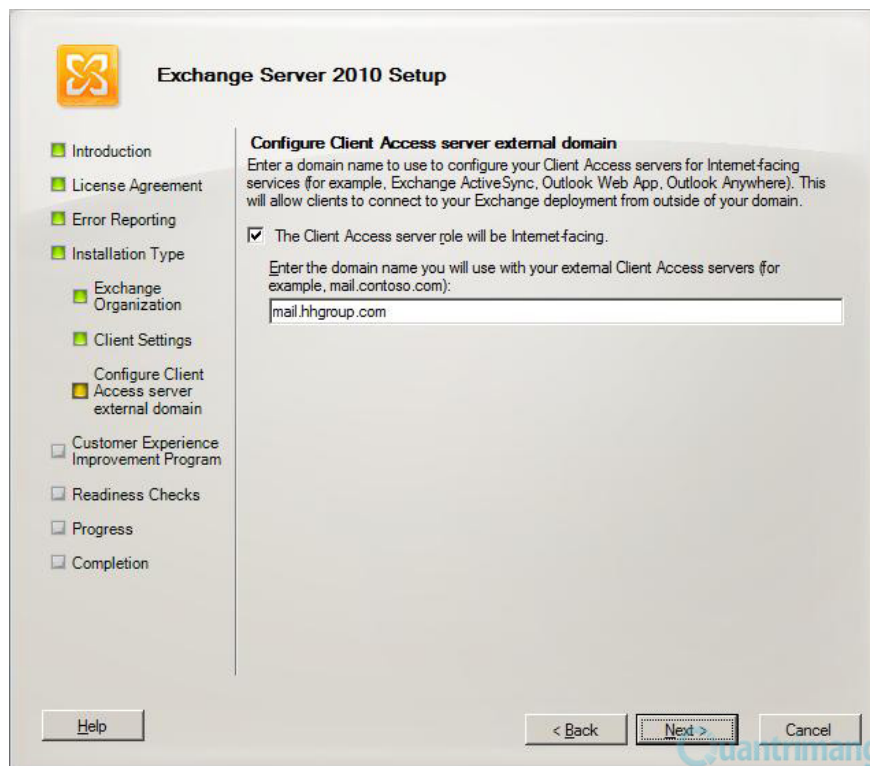 Exchange Server 2010 Setup
Introduction
License Agreement
Error Reporting
Installation Type
Exchange
Organization
Client Settings
Configure Client
Access server
external domain
Customer Experience
Improvement Program
Readiness Checks
Progress
Completion
Configure Client Access server external domain
Enter a domain name to use to configure your Client Access servers for Internet-facing
services (for example, Exchange ActiveSync, Outlook Web App, Outlook Anywhere). This
will allow clients to connect to your Exchange deployment from outside of your domain.
The Client Access server role will be Internet-facing.
Enter the domain name you will use with your external Client Access servers (for
example, mail.contoso.com):
mail.hhgroup.com
Help
< Back
Next >
Cancel
Quantrimang